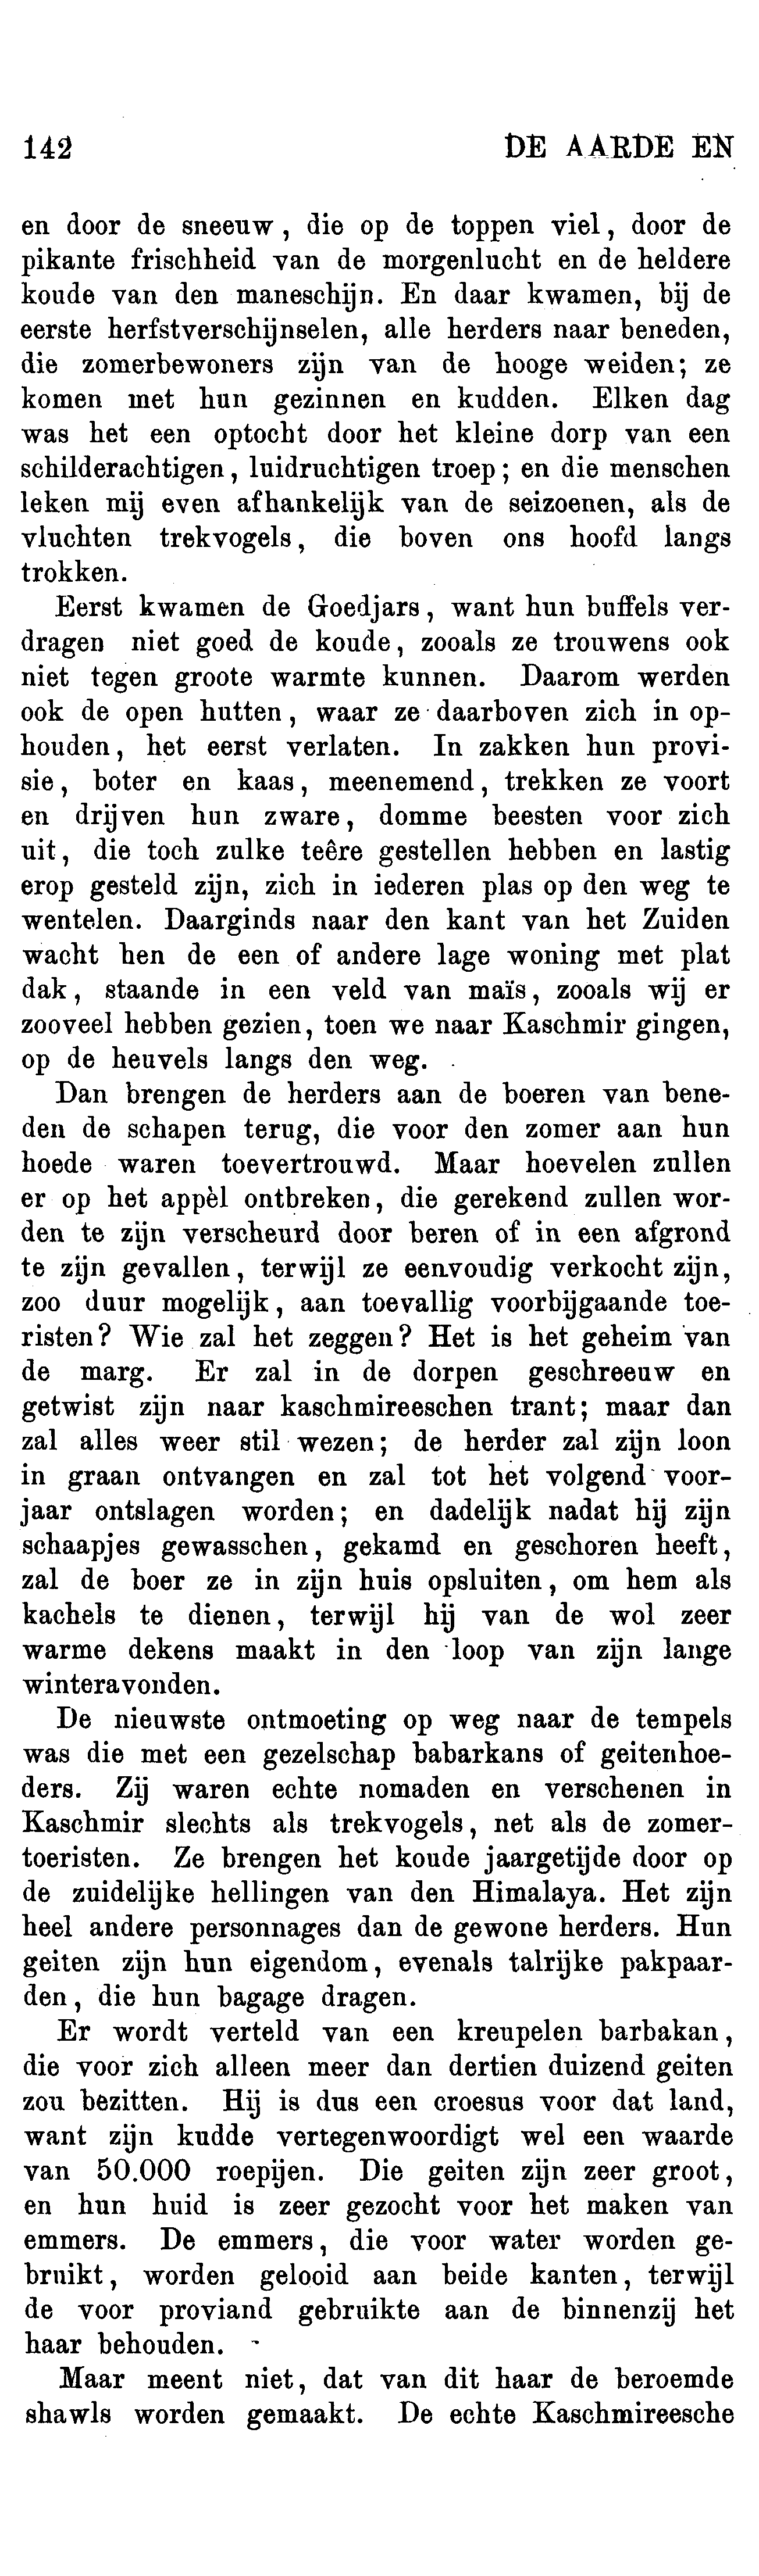 142 DE AARDE EN
en door de sneeuw, die op de toppen viel, door de
pikante frischheid van de morgenlucht en de heldere
koude van den maneschijn. En daar kwamen, bij de
eerste herfstverschijnselen, alle herders naar beneden,
die zomerbewoners zijn van de hooge weiden; ze
komen met hun gezinnen en kudden. Elken dag
was het een optocht door het kleine dorp van een
schilderachtigen, luidruchtigen troep; en die menschen
leken mij even afhankelijk van de seizoenen, als de
vluchten trekvogels, die boven ons hoofd langs
trokken.
Eerst kwamen de Goedjars, want hun buffels ver-
dragen niet goed de koude, zooals ze trouwens ook
niet tegen groote warmte kunnen. Daarom werden
ook de open hutten, waar ze daarboven zich in op-
houden, het eerst verlaten. In zakken hun provi-
sie, boter en kaas, meenemend, trekken ze voort
en drijven hun zware, domme beesten voor zich
uit, die toch zulke teêre gestellen hebben en lastig
erop gesteld zijn, zich in iederen plas op den weg te
wentelen. Daarginds naar den kant van het Zuiden
wacht hen de een of andere lage woning met plat
dak, staande in een veld van maïs, zooals wij er
zooveel hebben gezien, toen we naar Kaschmir gingen,
op de heuvels langs den weg.
Dan brengen de herders aan de boeren van bene-
den de schapen terug, die voor den zomer aan hun
hoede waren toevertrouwd. Maar hoevelen zullen
er op het appèl ontbreken, die gerekend zullen wor-
den te zijn verscheurd door beren of in een afgrond
te zijn gevallen, terwijl ze eenvoudig verkocht zijn,
zoo duur mogelijk, aan toevallig voorbijgaande toe-
risten? Wie zal het zeggen? Het is het geheim van
de marg. Er zal in de dorpen geschreeuw en
getwist zijn naar kaschmireeschen trant; maar dan
zal alles weer stil wezen; de herder zal zijn loon
in graan ontvangen en zal tot het volgend voor-
jaar ontslagen worden; en dadelijk nadat hij zijn
schaapjes gewasschen, gekamd en geschoren heeft,
zal de boer ze in zijn huis opsluiten, om hem als
kachels te dienen, terwijl hij van de wol zeer
warme dekens maakt in den loop van zijn lange
winteravonden.
De nieuwste ontmoeting op weg naar de tempels
was die met een gezelschap babarkans of geitenhoe-
ders. Zij waren echte nomaden en verschenen in
Kaschmir slechts als trekvogels, net als de zomer-
toeristen. Ze brengen het koude jaargetijde door op
de zuidelijke hellingen van den Himalaya. Het zijn
heel andere personnages dan de gewone herders. Hun
geiten zijn hun eigendom, evenals talrijke pakpaar-
den, die hun bagage dragen.
Er wordt verteld van een kreupelen barbakan,
die voor zich alleen meer dan dertien duizend geiten
zou bezitten. Hij is dus een croesus voor dat land,
want zijn kudde vertegenwoordigt wel een waarde
van 50.000 roepijen. Die geiten zijn zeer groot,
en hun huid is zeer gezocht voor het maken van
emmers. De emmers, die voor water worden ge-
bruikt, worden gelooid aan beide kanten, terwijl
de voor proviand gebruikte aan de binnenzij het
haar behouden.
Maar meent niet, dat van dit haar de beroemde
shawls worden gemaakt. De echte Kaschmireesche